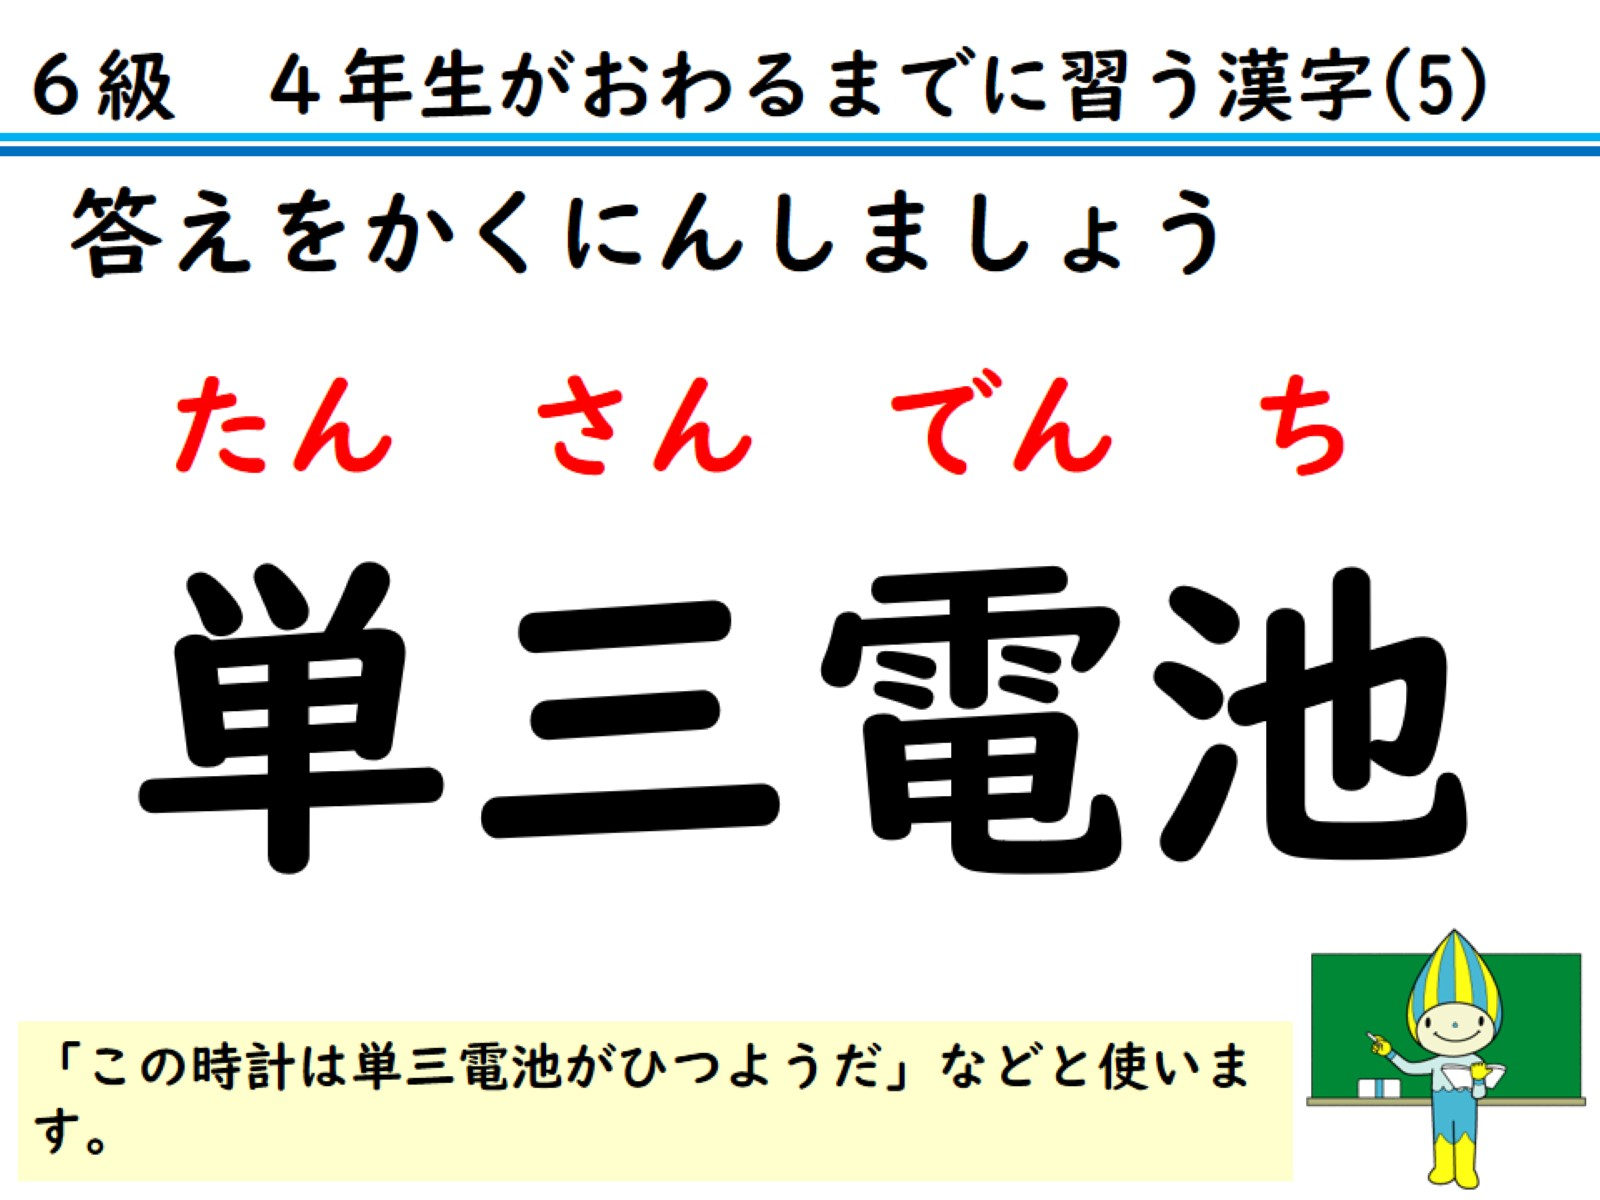 ６級　４年生がおわるまでに習う漢字(5)
答えをかくにんしましょう
たん　さん　でん　ち
単三電池
「この時計は単三電池がひつようだ」などと使いま
す。